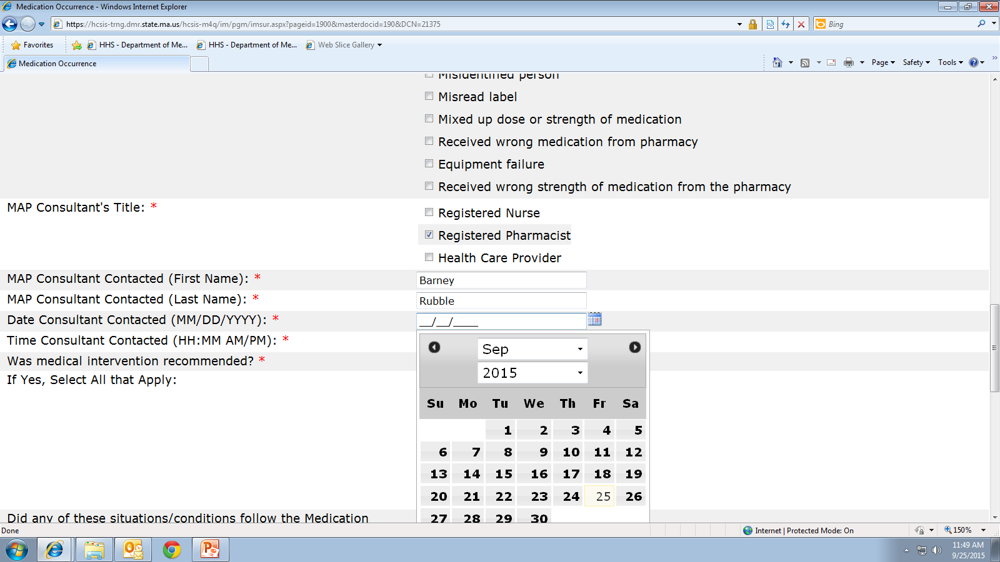 Medication Occurrence - Windows Internet Explorer
https://hcsis-trng.dmr.state.ma.us/hcsis-m4q/im/pgm/imsur.aspx?pageid=1900&masterdocid=190&DCN=21375
Bing
Favorites
HHS - Department of Me...
HHS - Department of Me...
Web Slice Gallery
Medication Occurrence
Page
Safety
Tools
»
Misidentified person
Misread label
Mixed up dose or strength of medication
Received wrong medication from pharmacy
Equipment failure
Received wrong strength of medication from the pharmacy
MAP Consultant's Title: *
Registered Nurse
Registered Pharmacist
Health Care Provider
MAP Consultant Contacted (First Name): *
Barney
MAP Consultant Contacted (Last Name): *
Rubble
Date Consultant Contacted (MM/DD/YYYY): *
__/__/____
Time Consultant Contacted (HH:MM AM/PM): *
Was medical intervention recommended? *
If Yes, Select All that Apply:
Sep
2015
Su Mo Tu We Th Fr Sa
1 2 3 4 5
6 7 8 9 10 11 12
13 14 15 16 17 18 19
20 21 22 23 24 25 26
27 28 29 30
Did any of these situations/conditions follow the Medication
Done
Internet | Protected Mode: On
150%
11:49 AM
9/25/2015